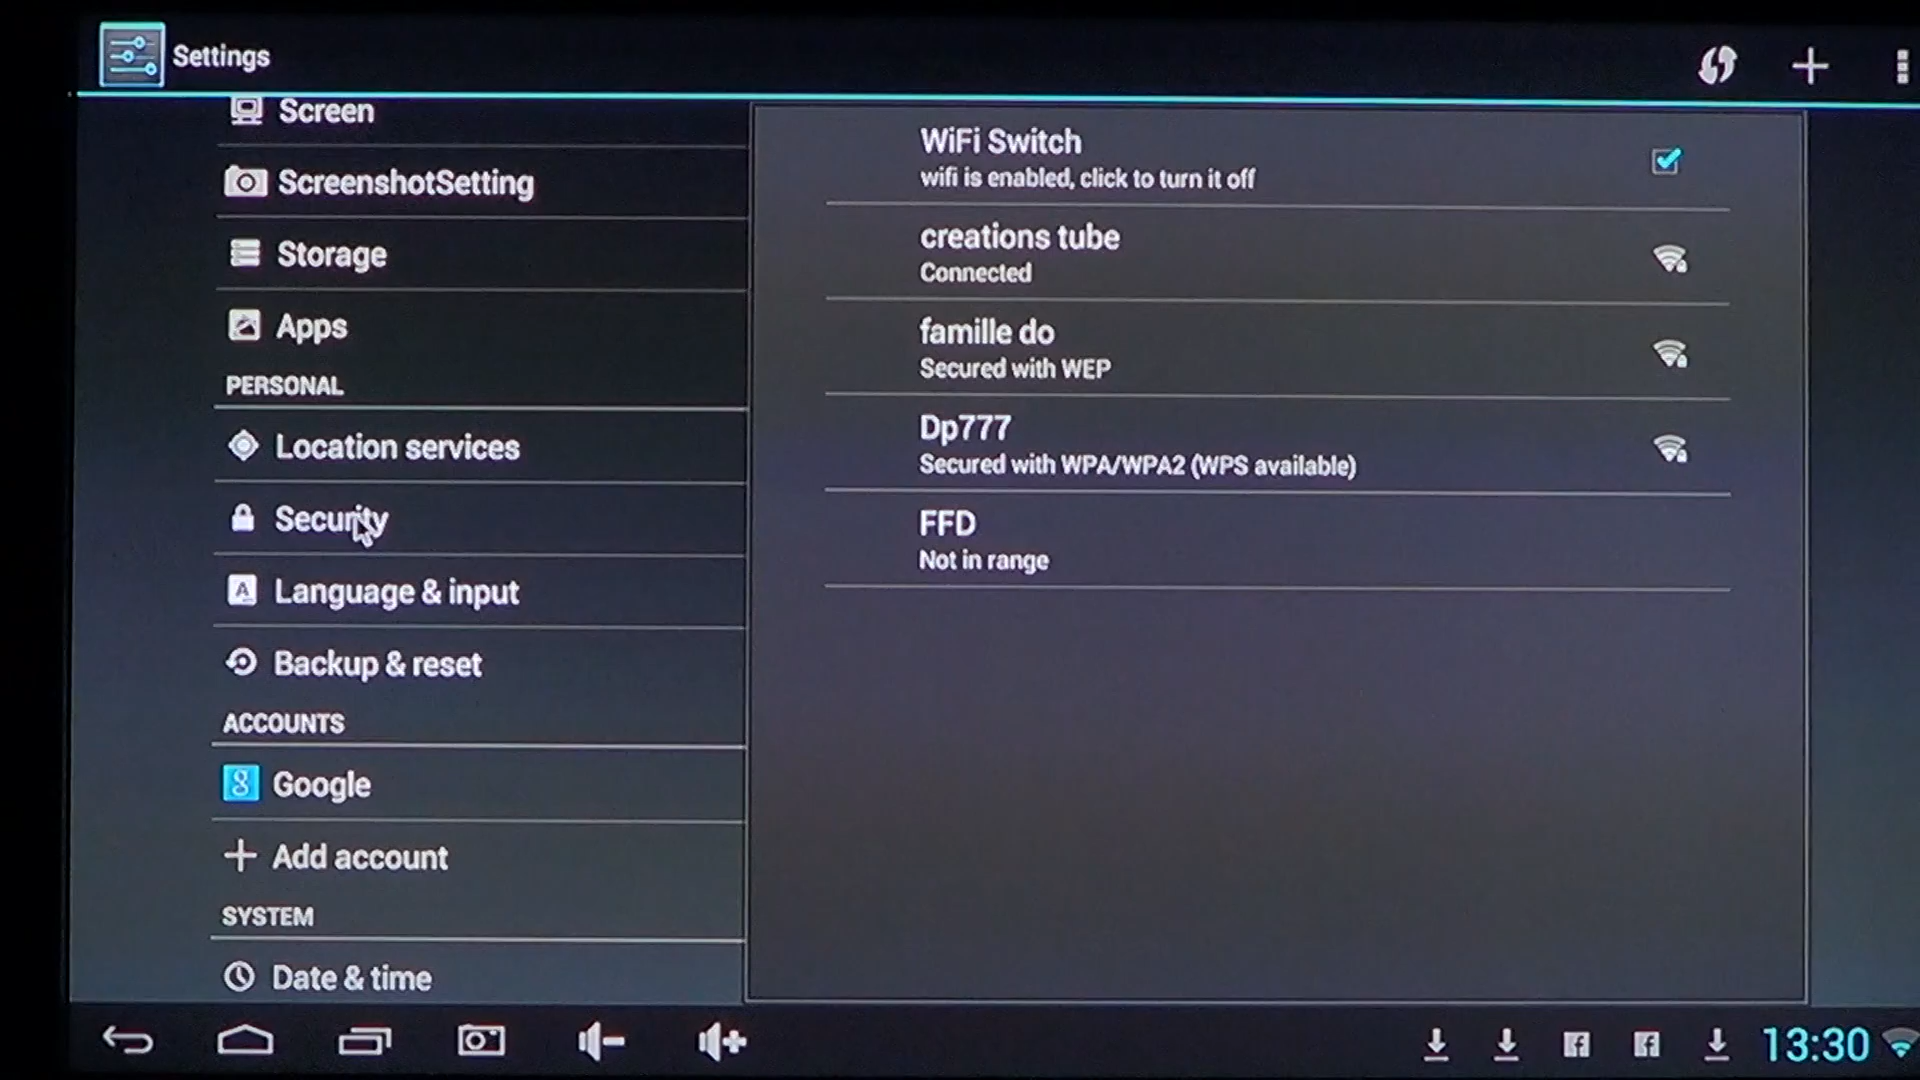 Settings
Screen
ScreenshotSetting
Storage
Apps
PERSONAL
Location services
Security
Language & input
Backup & reset
ACCOUNTS
Google
Add account
SYSTEM
Date & time
WiFi Switch
wifi is enabled, click to turn it off
creations tube
Connected
famille do
Secured with WEP
Dp777
Secured with WPA/WPA2 (WPS available)
FFD
Not in range
13:30